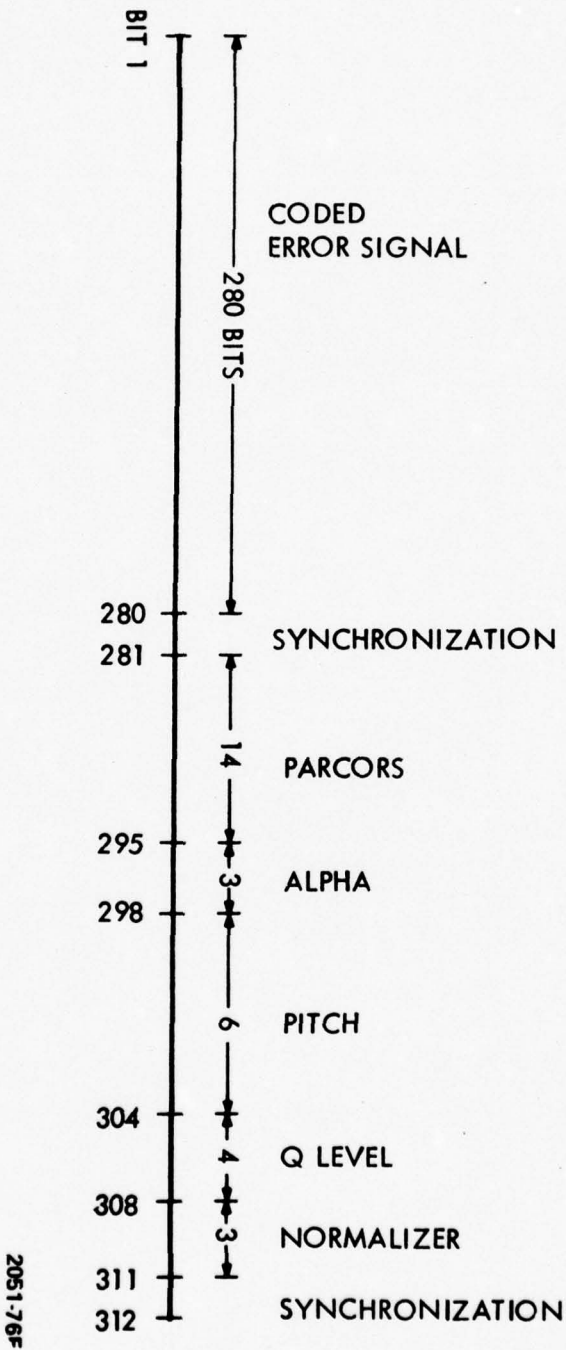 BIT 1
CODED
ERROR SIGNAL
280 BITS
280
SYNCHRONIZATION
281
14
PARCORS
295
3
ALPHA
298
6
PITCH
304
4
Q LEVEL
308
3
NORMALIZER
311
SYNCHRONIZATION
312
2051-76F